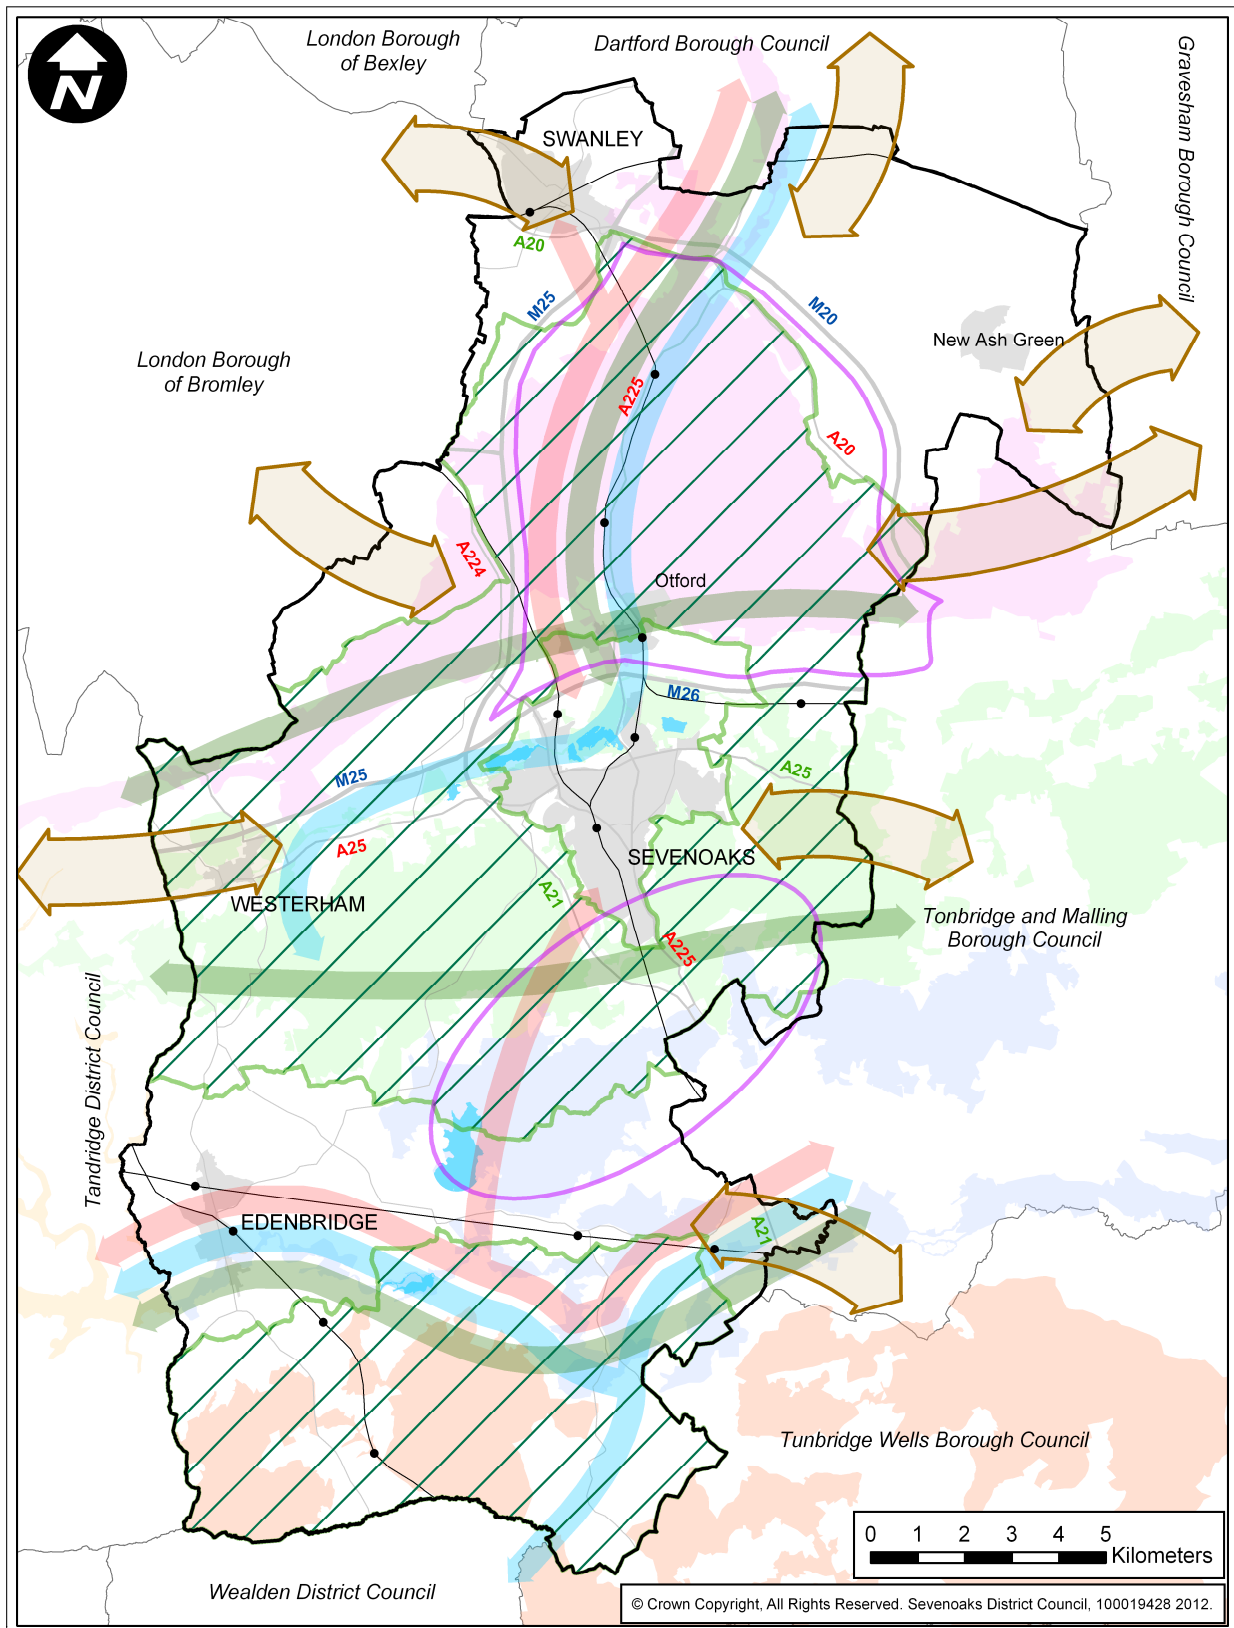 London Borough
of Bexley
Dartford Borough Council
Gravesham Borough Council
N
SWANLEY
A20
M25
M20
New Ash Green
London Borough
of Bromley
A225
A20
A224
Otford
M26
M25
A25
A25
SEVENOAKS
A21
WESTERHAM
Tonbridge and Malling
Borough Council
A225
Tandridge District Council
EDENBRIDGE
A21
Tunbridge Wells Borough Council
0 1 2 3 4 5
Kilometers
Wealden District Council
© Crown Copyright, All Rights Reserved. Sevenoaks District Council, 100019428 2012.